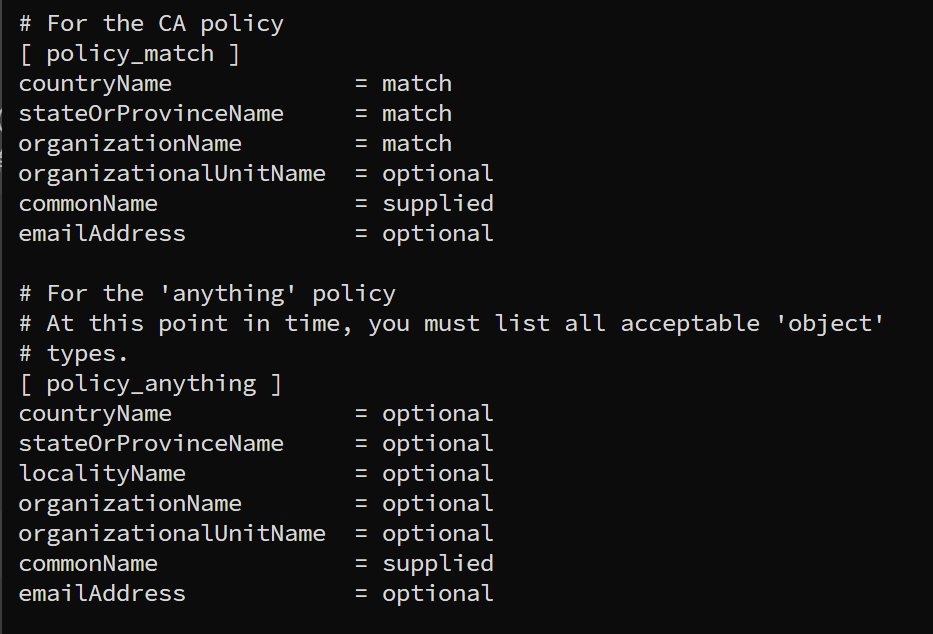 # For the CA policy
[ policy_match ]
countryName             = match
stateOrProvinceName     = match
organizationName        = match
organizationalUnitName  = optional
commonName              = supplied
emailAddress            = optional

# For the 'anything' policy
# At this point in time, you must list all acceptable 'object'
# types.
[ policy_anything ]
countryName             = optional
stateOrProvinceName     = optional
localityName            = optional
organizationName        = optional
organizationalUnitName  = optional
commonName              = supplied
emailAddress            = optional